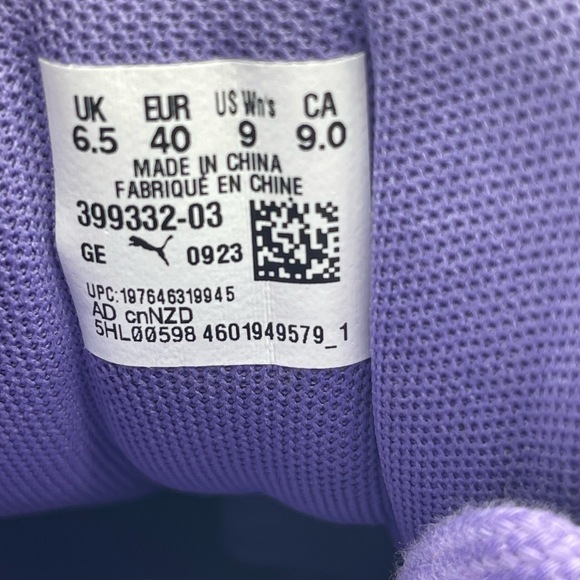 UK EUR US Wn's CA
6.5 40 9 9.0
MADE IN CHINA
FABRIQUÉ EN CHINE
399332-03
GE 0923
UPC:197646319945
AD cnNZD
5HL00598 4601949579_1